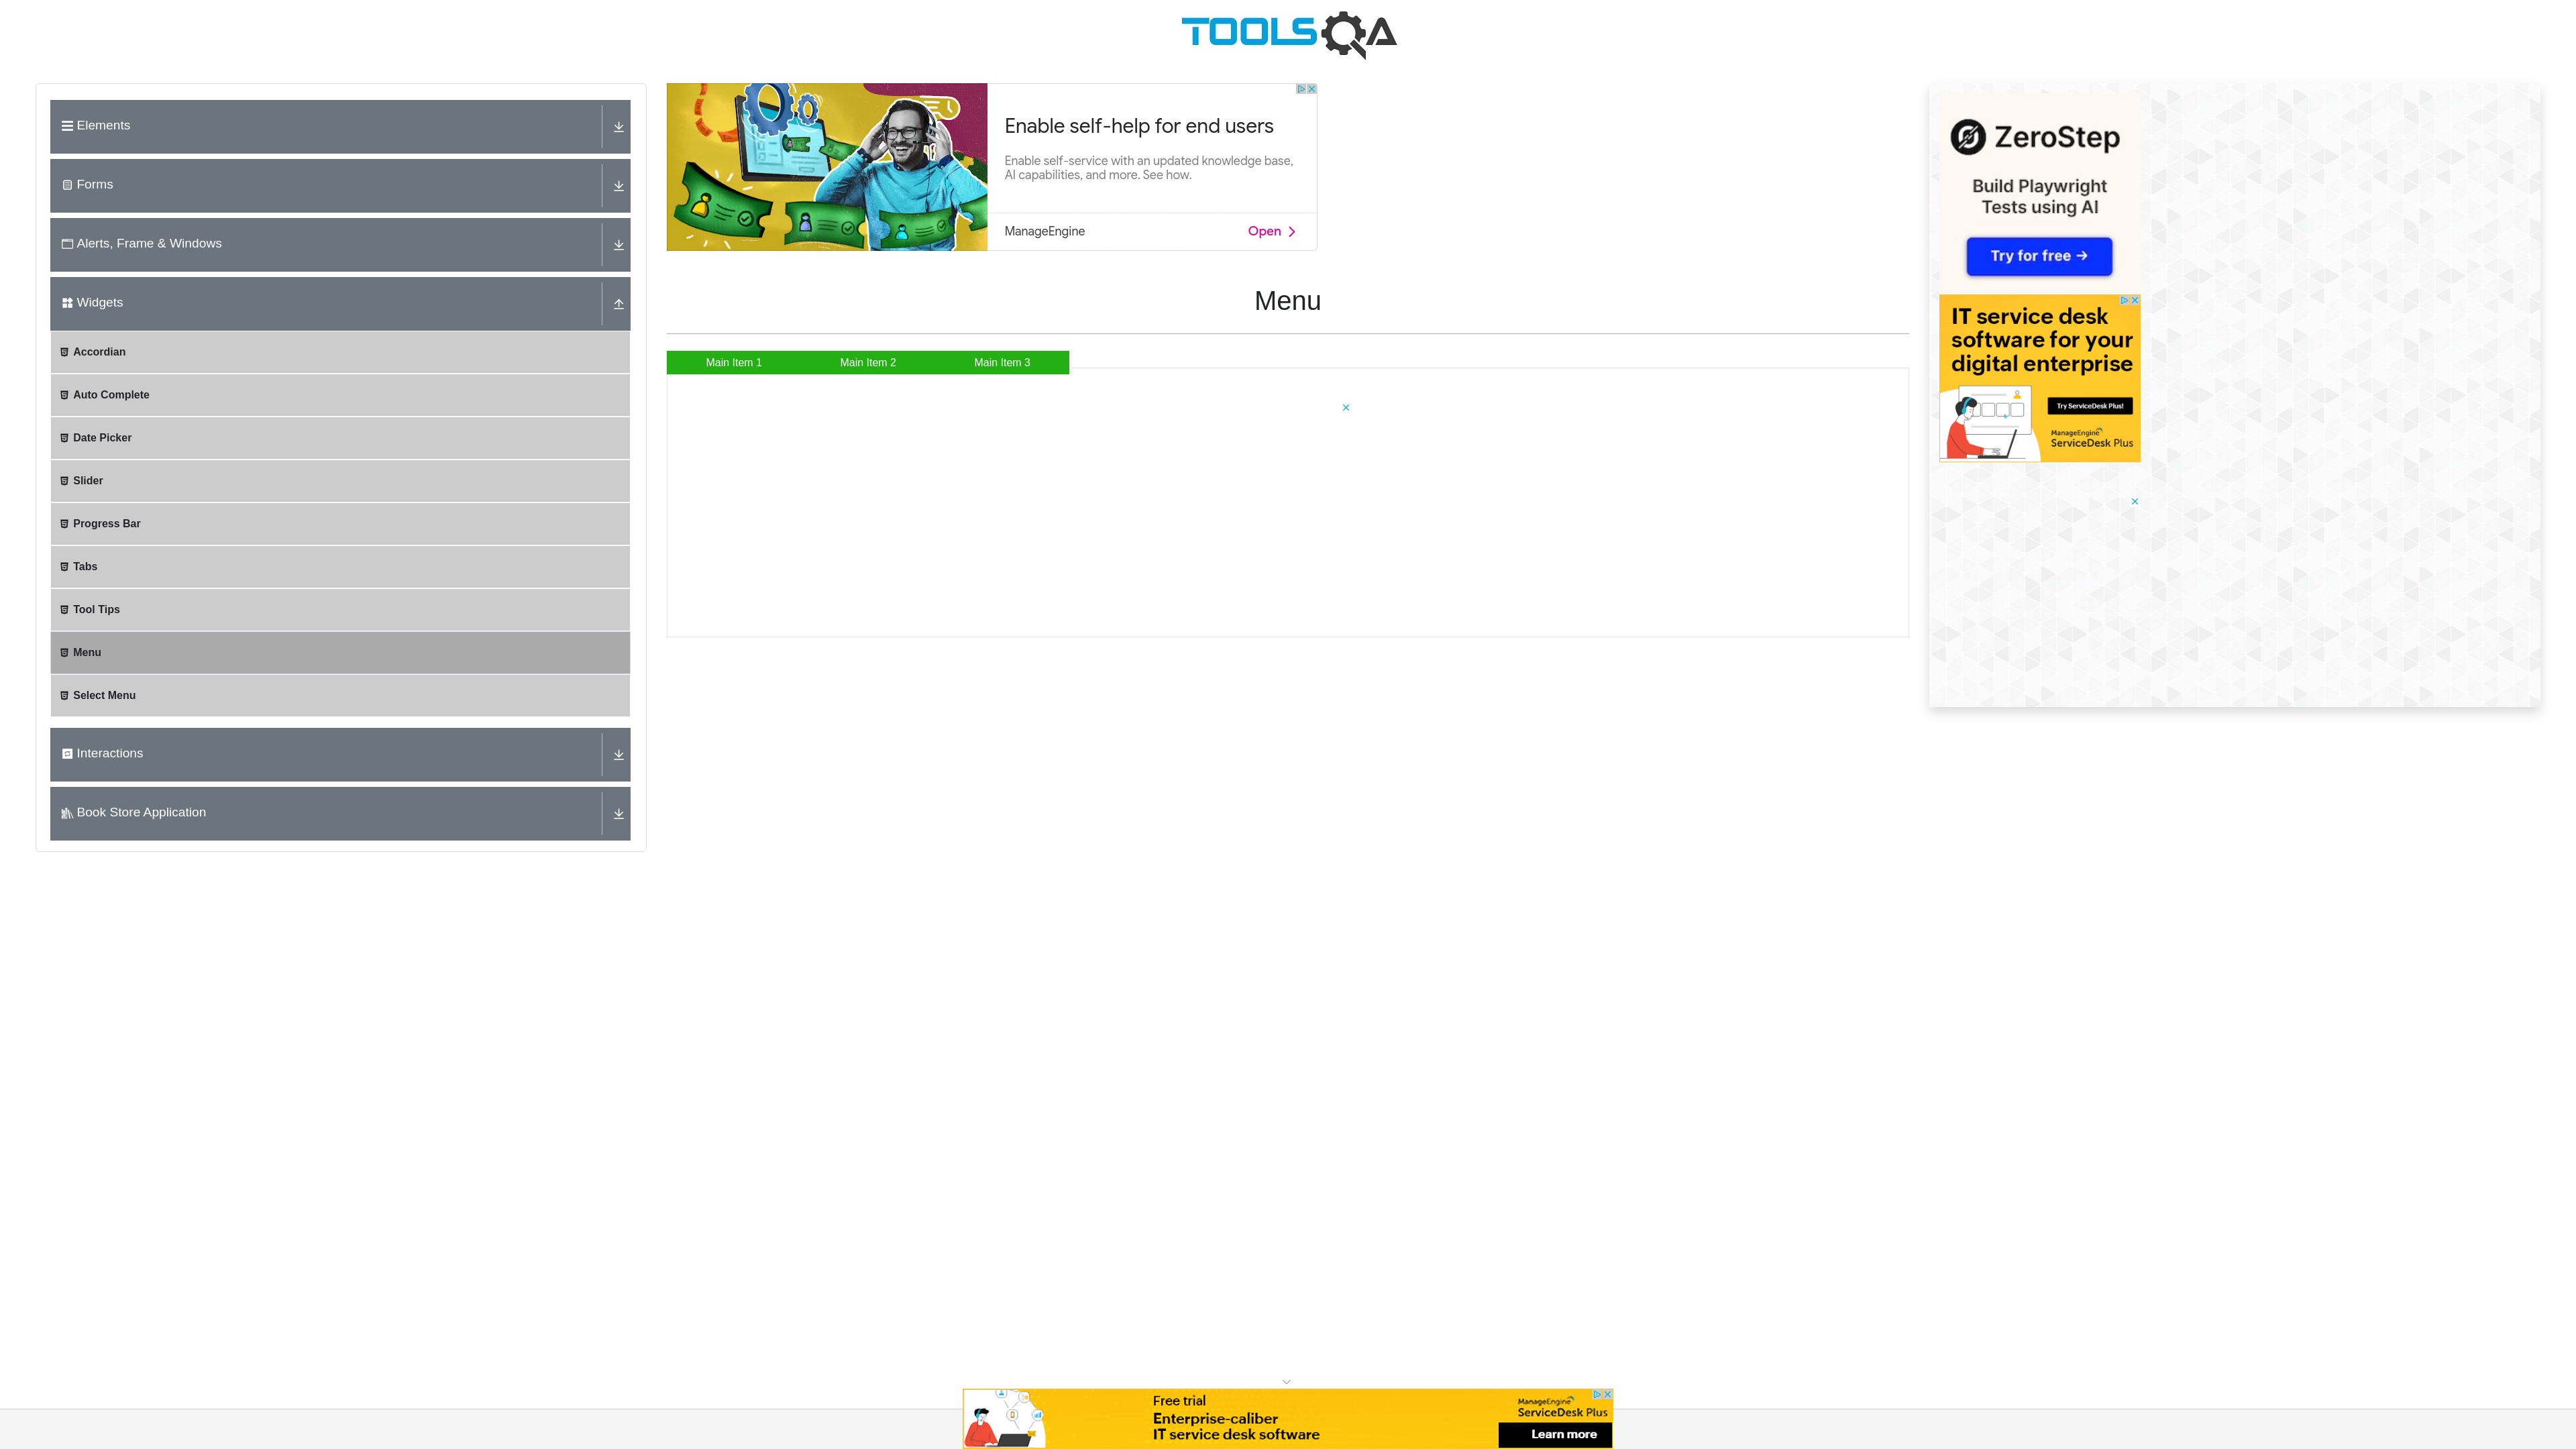 TOOLSQA
Elements
Forms
Alerts, Frame & Windows
Widgets
Accordian
Auto Complete
Date Picker
Slider
Progress Bar
Tabs
Tool Tips
Menu
Select Menu
Interactions
Book Store Application
Enable self-help for end users
Enable self-service with an updated knowledge base,
AI capabilities, and more. See how.
ManageEngine
Open
Menu
Main Item 1
Main Item 2
Main Item 3
ZeroStep
Build Playwright
Tests using AI
Try for free →
IT service desk
software for your
digital enterprise
Try ServiceDesk Plus!
ManageEngine
ServiceDesk Plus
Free trial
Enterprise-caliber
IT service desk software
ManageEngine
ServiceDesk Plus
Learn more